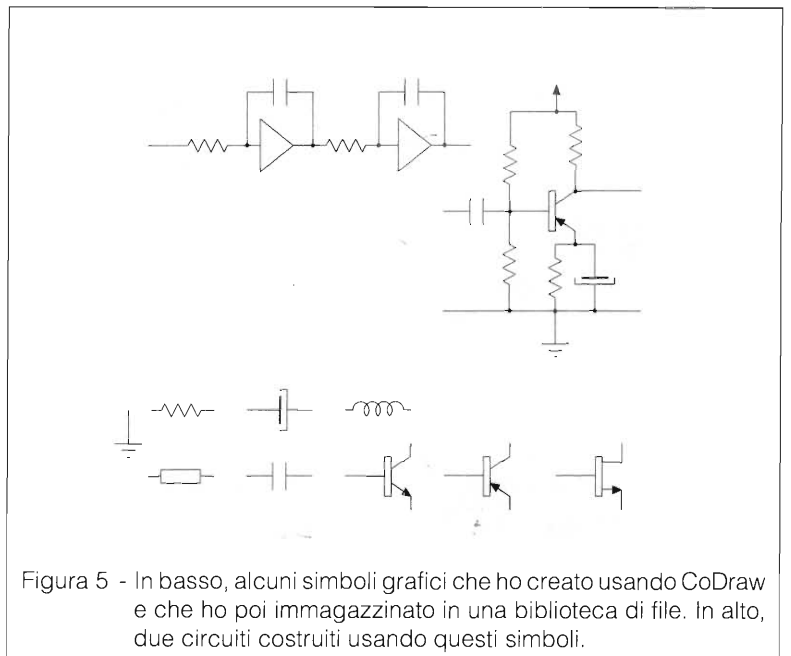 Figura 5 - In basso, alcuni simboli grafici che ho creato usando CoDraw
e che ho poi immagazzinato in una biblioteca di file. In alto,
due circuiti costruiti usando questi simboli.